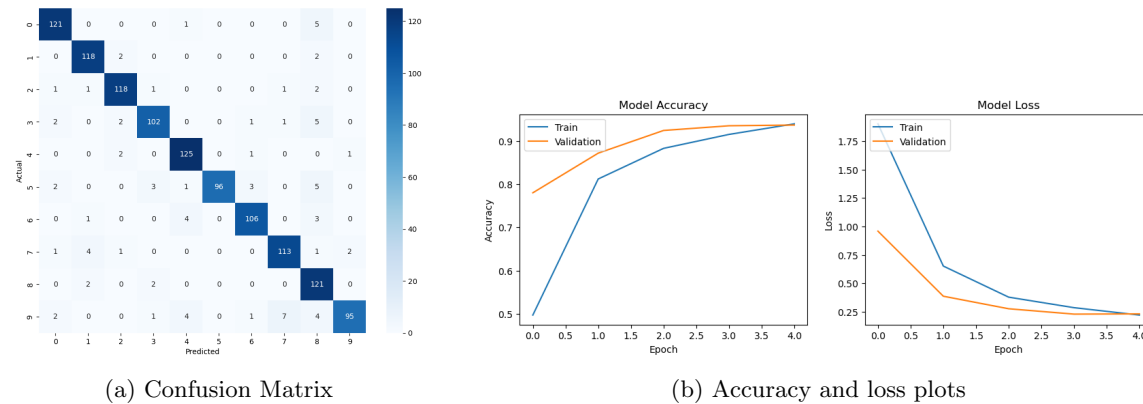 0 121 0 0 0 1 0 0 0 5 0
1 0 118 2 0 0 0 0 0 2 0
2 1 1 118 1 0 0 0 1 2 0
3 2 0 2 102 0 0 1 1 5 0
4 0 0 2 0 125 0 1 0 0 1
5 2 0 0 3 1 96 3 0 5 0
6 0 1 0 0 4 0 106 0 3 0
7 1 4 1 0 0 0 0 113 1 2
8 0 2 0 2 0 0 0 0 121 0
9 2 0 0 1 4 0 1 7 4 95
0 1 2 3 4 5 6 7 8 9
Predicted
Actual
120
100
80
60
40
20
0
(a) Confusion Matrix
Model Accuracy
Train
Validation
0.9
0.8
0.7
0.6
0.5
Accuracy
0.0 0.5 1.0 1.5 2.0 2.5 3.0 3.5 4.0
Epoch
Model Loss
Train
Validation
1.75
1.50
1.25
1.00
0.75
0.50
0.25
Loss
0.0 0.5 1.0 1.5 2.0 2.5 3.0 3.5 4.0
Epoch
(b) Accuracy and loss plots